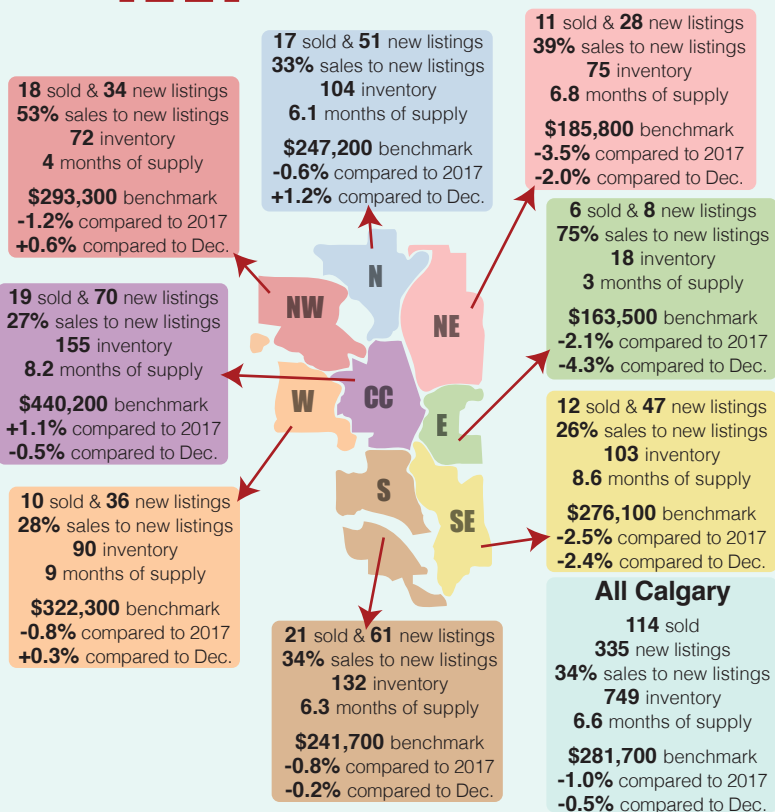 17 sold & 51 new listings
33% sales to new listings
104 inventory
6.1 months of supply
$247,200 benchmark
-0.6% compared to 2017
+1.2% compared to Dec.
11 sold & 28 new listings
39% sales to new listings
75 inventory
6.8 months of supply
$185,800 benchmark
-3.5% compared to 2017
-2.0% compared to Dec.
18 sold & 34 new listings
53% sales to new listings
72 inventory
4 months of supply
$293,300 benchmark
-1.2% compared to 2017
+0.6% compared to Dec.
6 sold & 8 new listings
75% sales to new listings
18 inventory
3 months of supply
$163,500 benchmark
-2.1% compared to 2017
-4.3% compared to Dec.
N
NW
NE
19 sold & 70 new listings
27% sales to new listings
155 inventory
8.2 months of supply
$440,200 benchmark
+1.1% compared to 2017
-0.5% compared to Dec.
W
CC
E
12 sold & 47 new listings
26% sales to new listings
103 inventory
8.6 months of supply
$276,100 benchmark
-2.5% compared to 2017
-2.4% compared to Dec.
S
SE
10 sold & 36 new listings
28% sales to new listings
90 inventory
9 months of supply
$322,300 benchmark
-0.8% compared to 2017
+0.3% compared to Dec.
21 sold & 61 new listings
34% sales to new listings
132 inventory
6.3 months of supply
$241,700 benchmark
-0.8% compared to 2017
-0.2% compared to Dec.
All Calgary
114 sold
335 new listings
34% sales to new listings
749 inventory
6.6 months of supply
$281,700 benchmark
-1.0% compared to 2017
-0.5% compared to Dec.